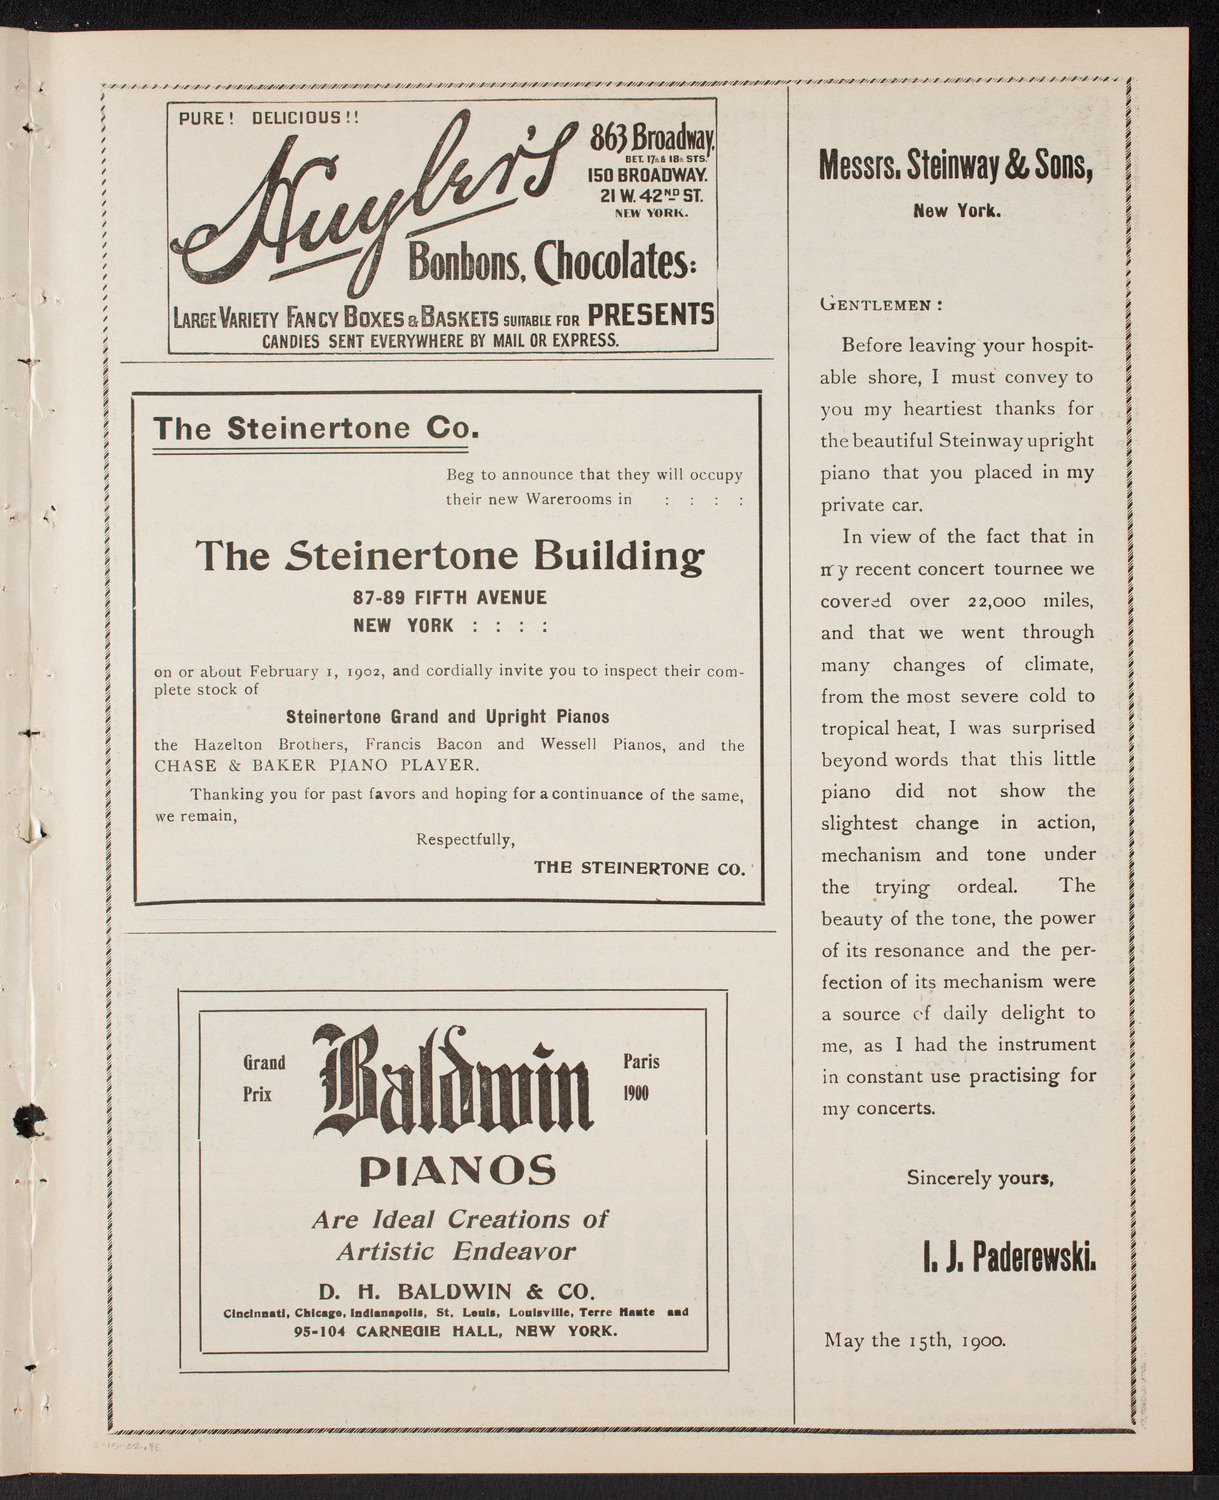 PURE! DELICIOUS!!
Huyler's
863 Broadway,
BET. 17th & 18th STS.
150 BROADWAY.
21 W. 42ND ST.
NEW YORK.
Bonbons, Chocolates:
LARGE VARIETY FANCY BOXES & BASKETS SUITABLE FOR PRESENTS
CANDIES SENT EVERYWHERE BY MAIL OR EXPRESS.
The Steinertone Co.
Beg to announce that they will occupy
their new Warerooms in : : : :
The Steinertone Building
87-89 FIFTH AVENUE
NEW YORK : : : :
on or about February 1, 1902, and cordially invite you to inspect their com-
plete stock of
Steinertone Grand and Upright Pianos
the Hazelton Brothers, Francis Bacon and Wessell Pianos, and the
CHASE & BAKER PIANO PLAYER.
Thanking you for past favors and hoping for a continuance of the same,
we remain,
Respectfully,
THE STEINERTONE CO.
Grand Prix
Baldwin
Paris 1900
PIANOS
Are Ideal Creations of
Artistic Endeavor
D. H. BALDWIN & CO.
Cincinnati, Chicago, Indianapolis, St. Louis, Louisville, Terre Haute and
95-104 CARNEGIE HALL, NEW YORK.
Messrs. Steinway & Sons,
New York.
GENTLEMEN:
Before leaving your hospit-
able shore, I must convey to
you my heartiest thanks for
the beautiful Steinway upright
piano that you placed in my
private car.
In view of the fact that in
my recent concert tournee we
covered over 22,000 miles,
and that we went through
many changes of climate,
from the most severe cold to
tropical heat, I was surprised
beyond words that this little
piano did not show the
slightest change in action,
mechanism and tone under
the trying ordeal. The
beauty of the tone, the power
of its resonance and the per-
fection of its mechanism were
a source of daily delight to
me, as I had the instrument
in constant use practising for
my concerts.
Sincerely yours,
I. J. Paderewski.
May the 15th, 1900.